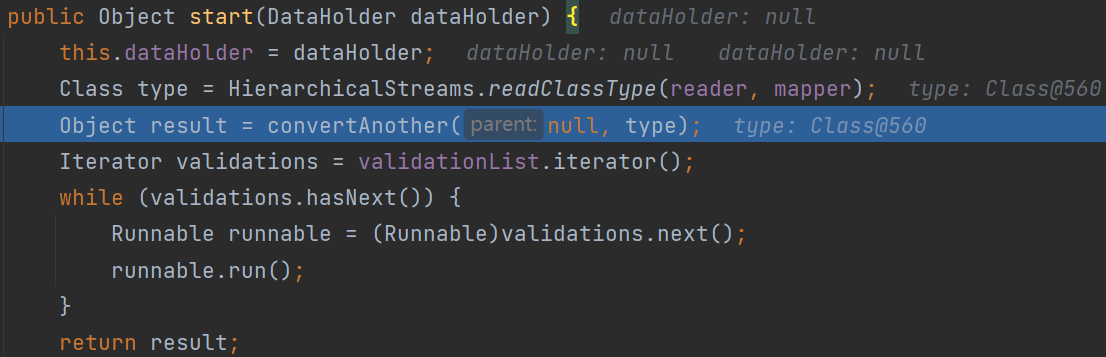 public Object start(DataHolder dataHolder) {   dataHolder: null
    this.dataHolder = dataHolder;   dataHolder: null    dataHolder: null
    Class type = HierarchicalStreams.readClassType(reader, mapper);   type: Class@560
    Object result = convertAnother( parent: null, type);   type: Class@560
    Iterator validations = validationList.iterator();
    while (validations.hasNext()) {
        Runnable runnable = (Runnable)validations.next();
        runnable.run();
    }
    return result;